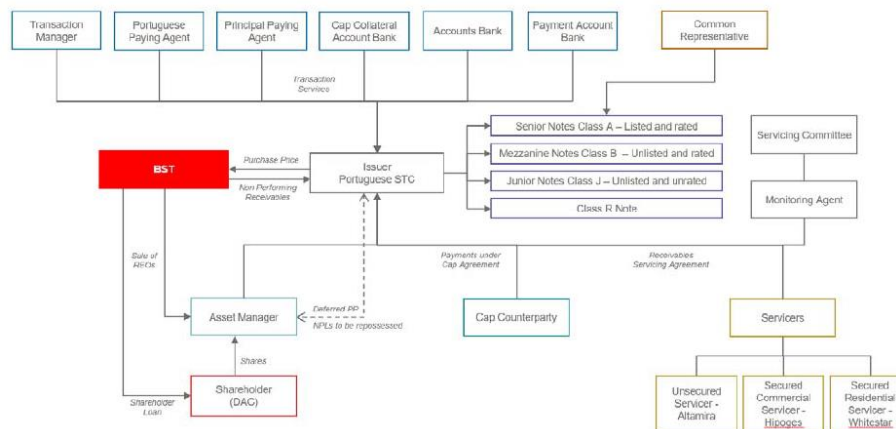 Transaction
Manager
Portuguese
Paying Agent
Principal Paying
Agent
Cap Collateral
Account Bank
Accounts Bank
Payment Account
Bank
Common
Representative
Transaction
Services
Senior Notes Class A – Listed and rated
Mezzanine Notes Class B – Unlisted and rated
Junior Notes Class J – Unlisted and unrated
Class R Note
Servicing Committee
Monitoring Agent
BST
Purchase Price
Non Performing
Receivables
Issuer
Portuguese STC
Sale of
REOs
Payments under
Cap Agreement
Receivables
Servicing Agreement
Deferred PP
NPLs to be repossessed
Asset Manager
Cap Counterparty
Servicers
Shares
Shareholder
Loan
Shareholder
(DAC)
Unsecured
Servicer -
Altamira
Secured
Commercial
Servicer -
Hipoges
Secured
Residential
Servicer -
Whitestar